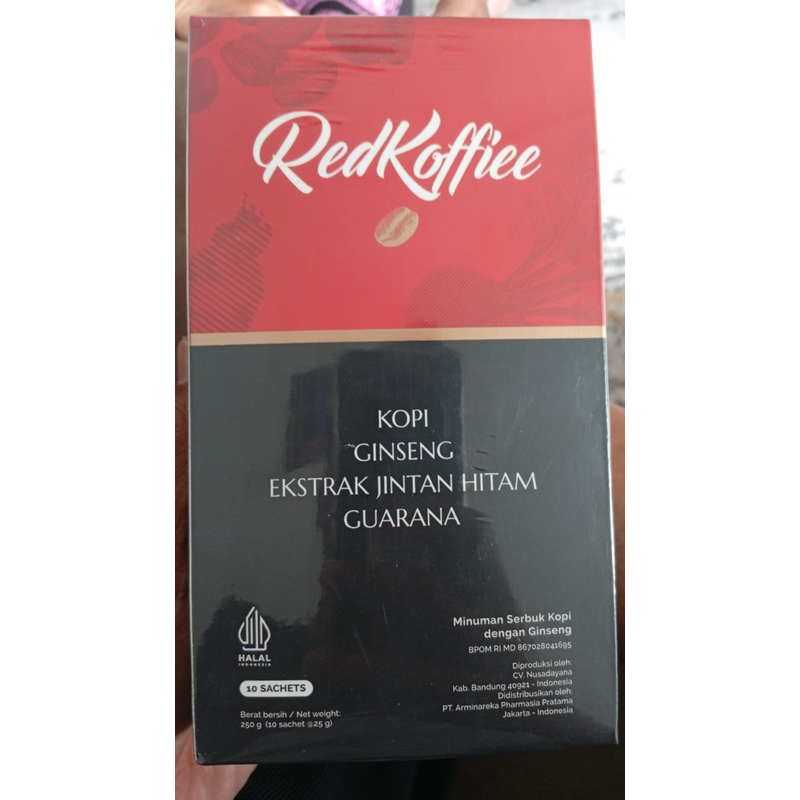 RedKoffiee
KOPI
GINSENG
EKSTRAK JINTAN HITAM
GUARANA
HALAL
INDONESIA
10 SACHETS
Berat bersih / Net weight:
250 g (10 sachet @25 g)
Minuman Serbuk Kopi
dengan Ginseng
BPOM RI MD 867028041695
Diproduksi oleh:
CV. Nusadayana
Kab. Bandung 40921 - Indonesia
Didistribusikan oleh:
PT. Arminareka Pharmasia Pratama
Jakarta - Indonesia